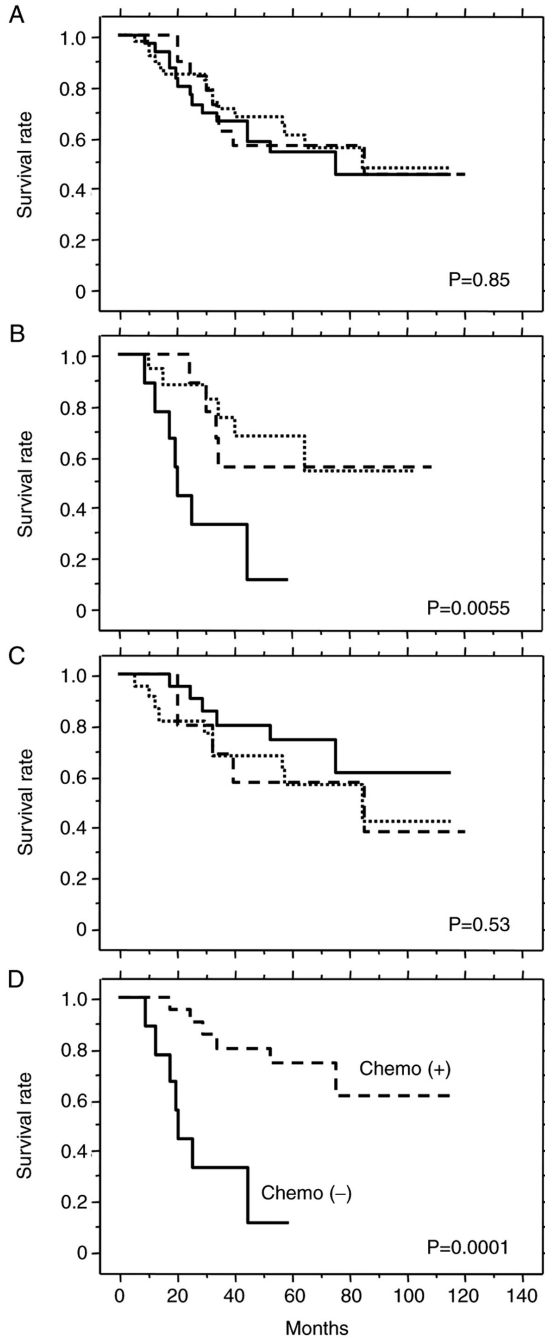 A
1.0
0.8
0.6
0.4
0.2
0
Survival rate
P=0.85
B
1.0
0.8
0.6
0.4
0.2
0
Survival rate
P=0.0055
C
1.0
0.8
0.6
0.4
0.2
0
Survival rate
P=0.53
D
1.0
0.8
0.6
0.4
0.2
0
Survival rate
Chemo (+)
Chemo (–)
P=0.0001
0 20 40 60 80 100 120 140
Months